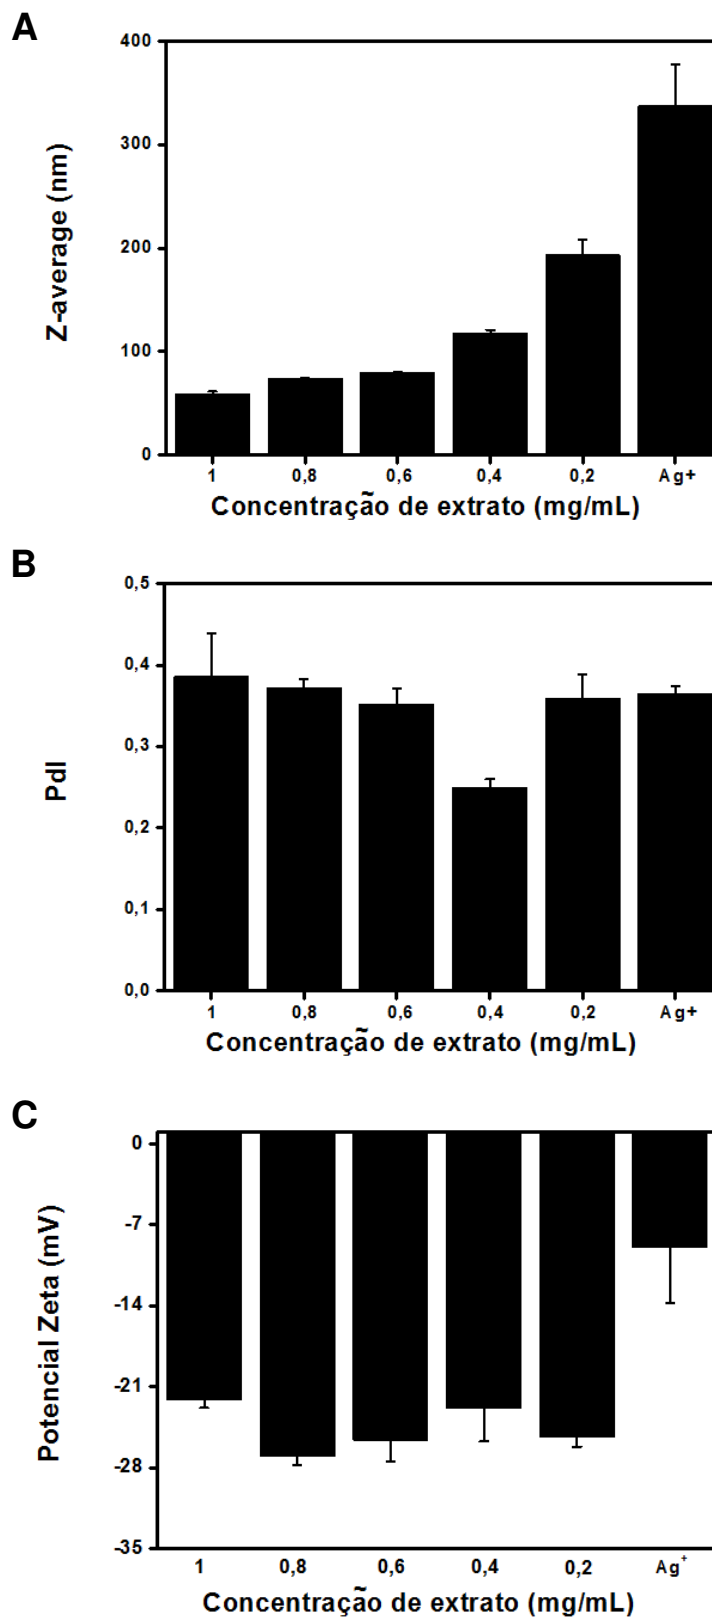 A
400
300
200
100
0
Z-average (nm)
1 0,8 0,6 0,4 0,2 Ag+
Concentração de extrato (mg/mL)
B
0,5
0,4
0,3
0,2
0,1
0,0
PdI
1 0,8 0,6 0,4 0,2 Ag+
Concentração de extrato (mg/mL)
C
0
-7
-14
-21
-28
-35
Potencial Zeta (mV)
1 0,8 0,6 0,4 0,2 Ag⁺
Concentração de extrato (mg/mL)